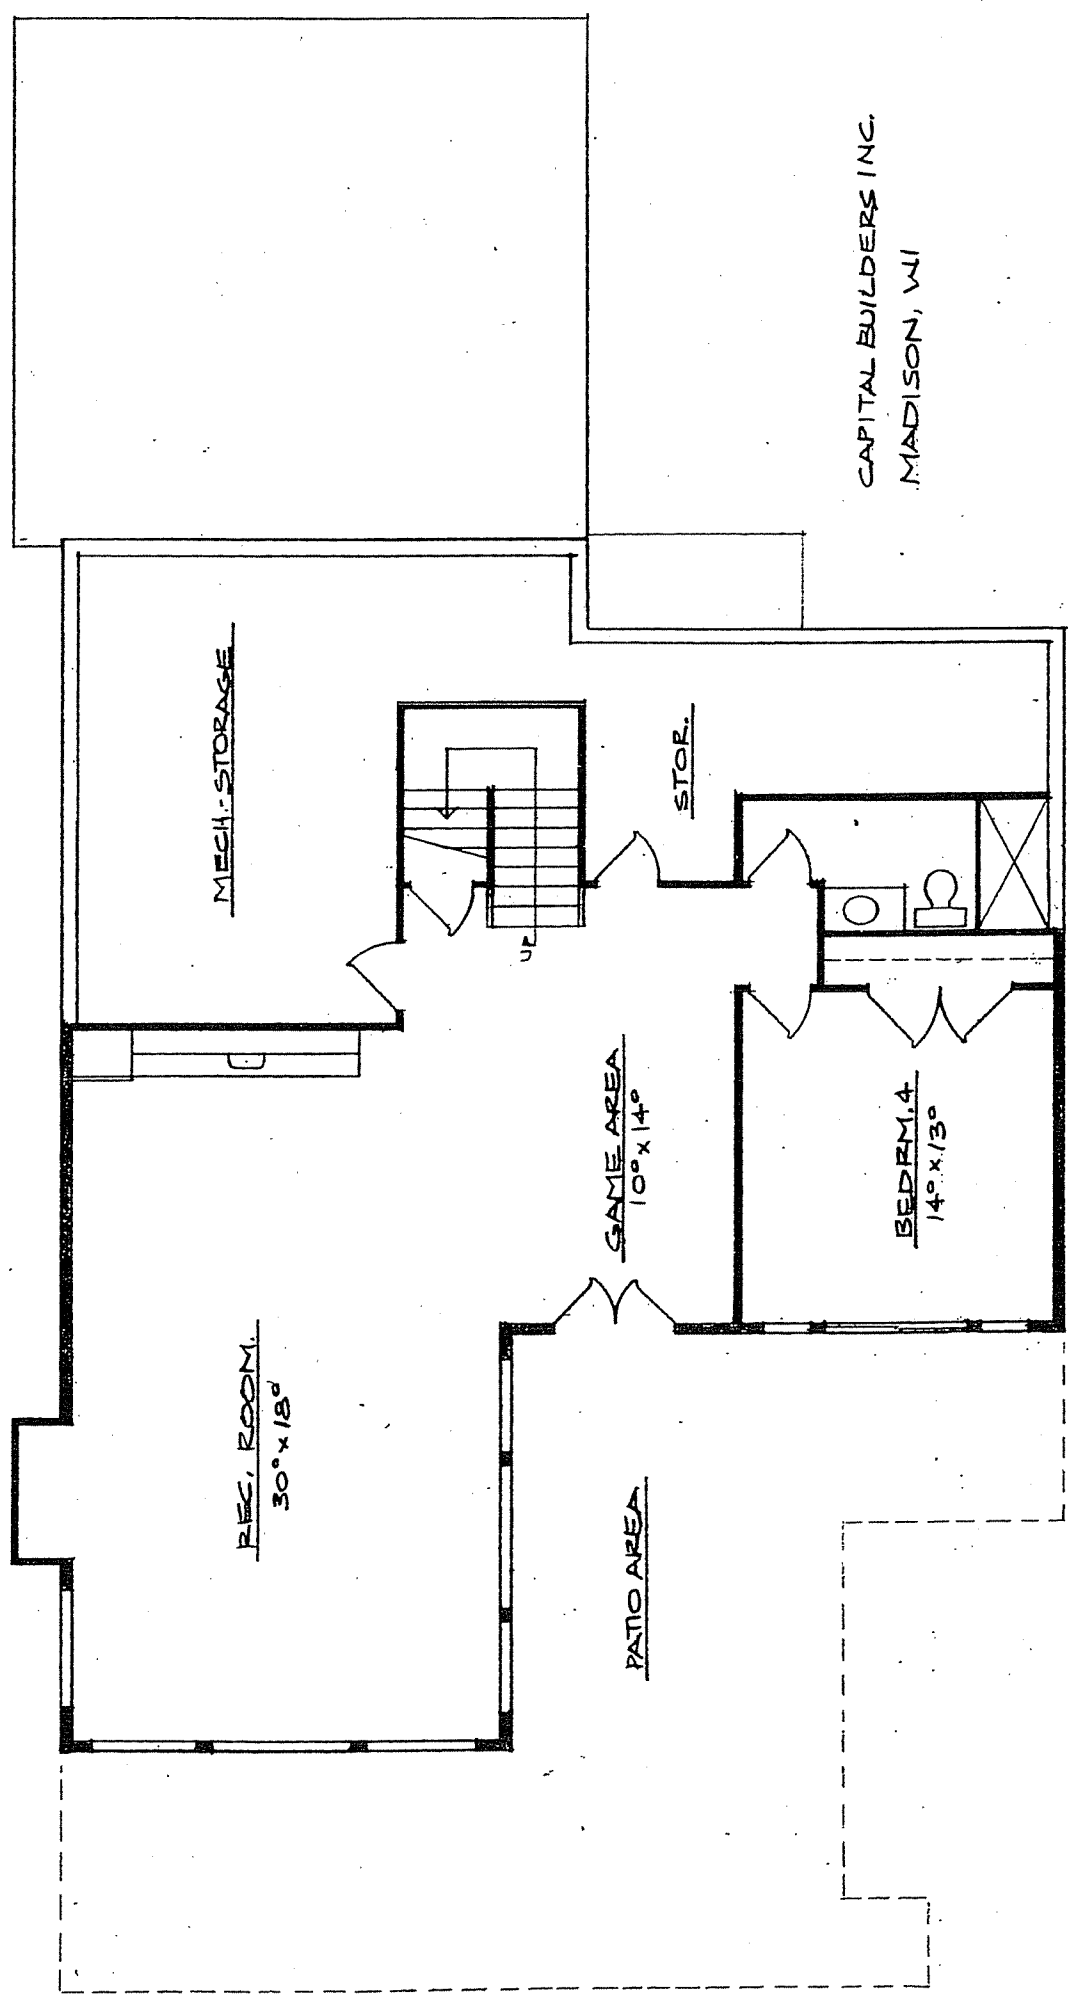 CAPITAL BUILDERS INC.
MADISON, WI
MECH.-STORAGE
STOR.
UP
GAME AREA
10⁰ x 14⁰
BEDRM. 4
14⁰ x 13⁰
REC. ROOM.
30⁰ x 18⁰
PATIO AREA